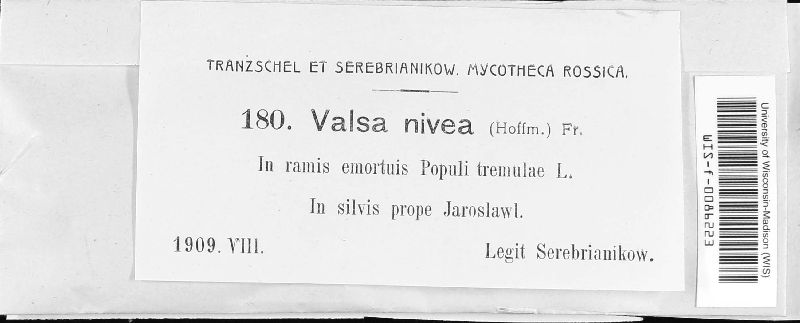 TRANZSCHEL ET SEREBRIANIKOW. MYCOTHECA ROSSICA.
180. Valsa nivea (Hoffm.) Fr.
In ramis emortuis Populi tremulae L.
In silvis prope Jaroslawl.
1909. VIII.
Legit Serebrianikow.
University of Wisconsin-Madison (WIS)
WIS-f-0084223